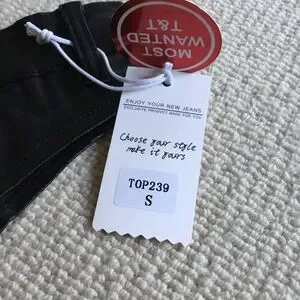 MOST
WANTED
T&T
ENJOY YOUR NEW JEANS
EXCLUSIVE PRODUCT MADE FOR YOU
Choose your style
make it yours
TOP239
S